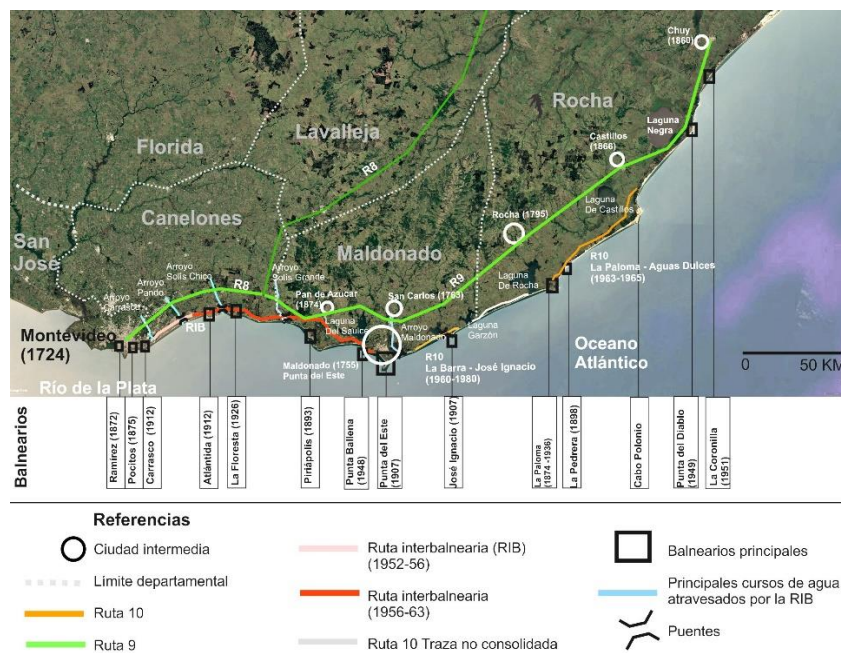 Chuy
(1860)
Rocha
Laguna
Negra
Lavalleja
Castillos
(1866)
Florida
R8
Laguna
De Castilles
Canelones
Rocha (1795)
San
José
Maldonado
R10
La Paloma - Aguas Dulces
(1963-1965)
Arroyo
Solís Chico
R8
Arroyo
Solís Grande
R9
Laguna
De Rocha
Arroyo
Pando
Pan de Azucar
(1874)
San Carlos (1763)
Arroyo
Carrasco
RIB
Laguna
Del Sauce
Arroyo
Maldonado
Laguna
Garzón
Montevideo
(1724)
Oceano
Atlántico
0
50 KM
Maldonado (1755)
Punta del Este
R10
La Barra - José Ignacio
(1960-1980)
Río de la Plata
Balnearios
Ramirez (1872)
Pocitos (1875)
Carrasco (1912)
Atlántida (1912)
La Floresta (1926)
Piriápolis (1893)
Punta Ballena
(1948)
Punta del Este
(1907)
José Ignacio (1907)
La Paloma
(1874 -1936)
La Pedrera (1898)
Cabo Polonio
Punta del Diablo
(1949)
La Coronilla
(1951)
Referencias
Ciudad intermedia
Límite departamental
Ruta 10
Ruta 9
Ruta interbalnearia (RIB)
(1952-56)
Ruta interbalnearia
(1956-63)
Ruta 10 Traza no consolidada
Balnearios principales
Principales cursos de agua
atravesados por la RIB
Puentes